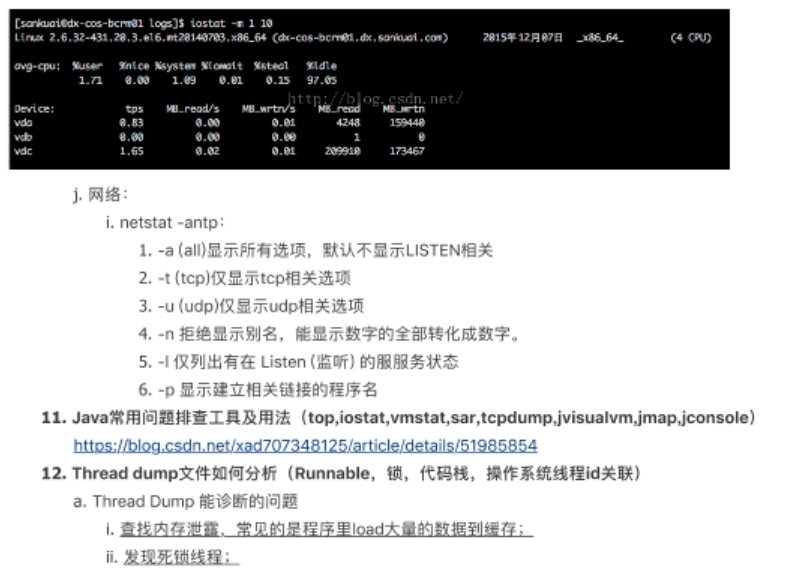 [sankuai@dx-cos-bcrm01 logs]$ iostat -m 1 10
Linux 2.6.32-431.20.3.el6.mt20140703.x86_64 (dx-cos-bcrm01.dx.sankuai.com) 2015年12月07日 _x86_64_ (4 CPU)
avg-cpu: %user %nice %system %iowait %steal %idle
1.71 0.00 1.09 0.01 0.15 97.05
http://blog.csdn.net/
Device: tps MB_read/s MB_wrtn/s MB_read MB_wrtn
vda 0.83 0.00 0.01 4248 159440
vdb 0.00 0.00 0.00 1 0
vdc 1.65 0.02 0.01 209910 173467
j. 网络：
i. netstat -antp：
1. -a (all)显示所有选项，默认不显示LISTEN相关
2. -t (tcp)仅显示tcp相关选项
3. -u (udp)仅显示udp相关选项
4. -n 拒绝显示别名，能显示数字的全部转化成数字。
5. -l 仅列出有在 Listen (监听) 的服服务状态
6. -p 显示建立相关链接的程序名
11. Java常用问题排查工具及用法（top,iostat,vmstat,sar,tcpdump,jvisualvm,jmap,jconsole）
https://blog.csdn.net/xad707348125/article/details/51985854
12. Thread dump文件如何分析（Runnable，锁，代码栈，操作系统线程id关联）
a. Thread Dump 能诊断的问题
i. 查找内存泄露，常见的是程序里load大量的数据到缓存；
ii. 发现死锁线程；